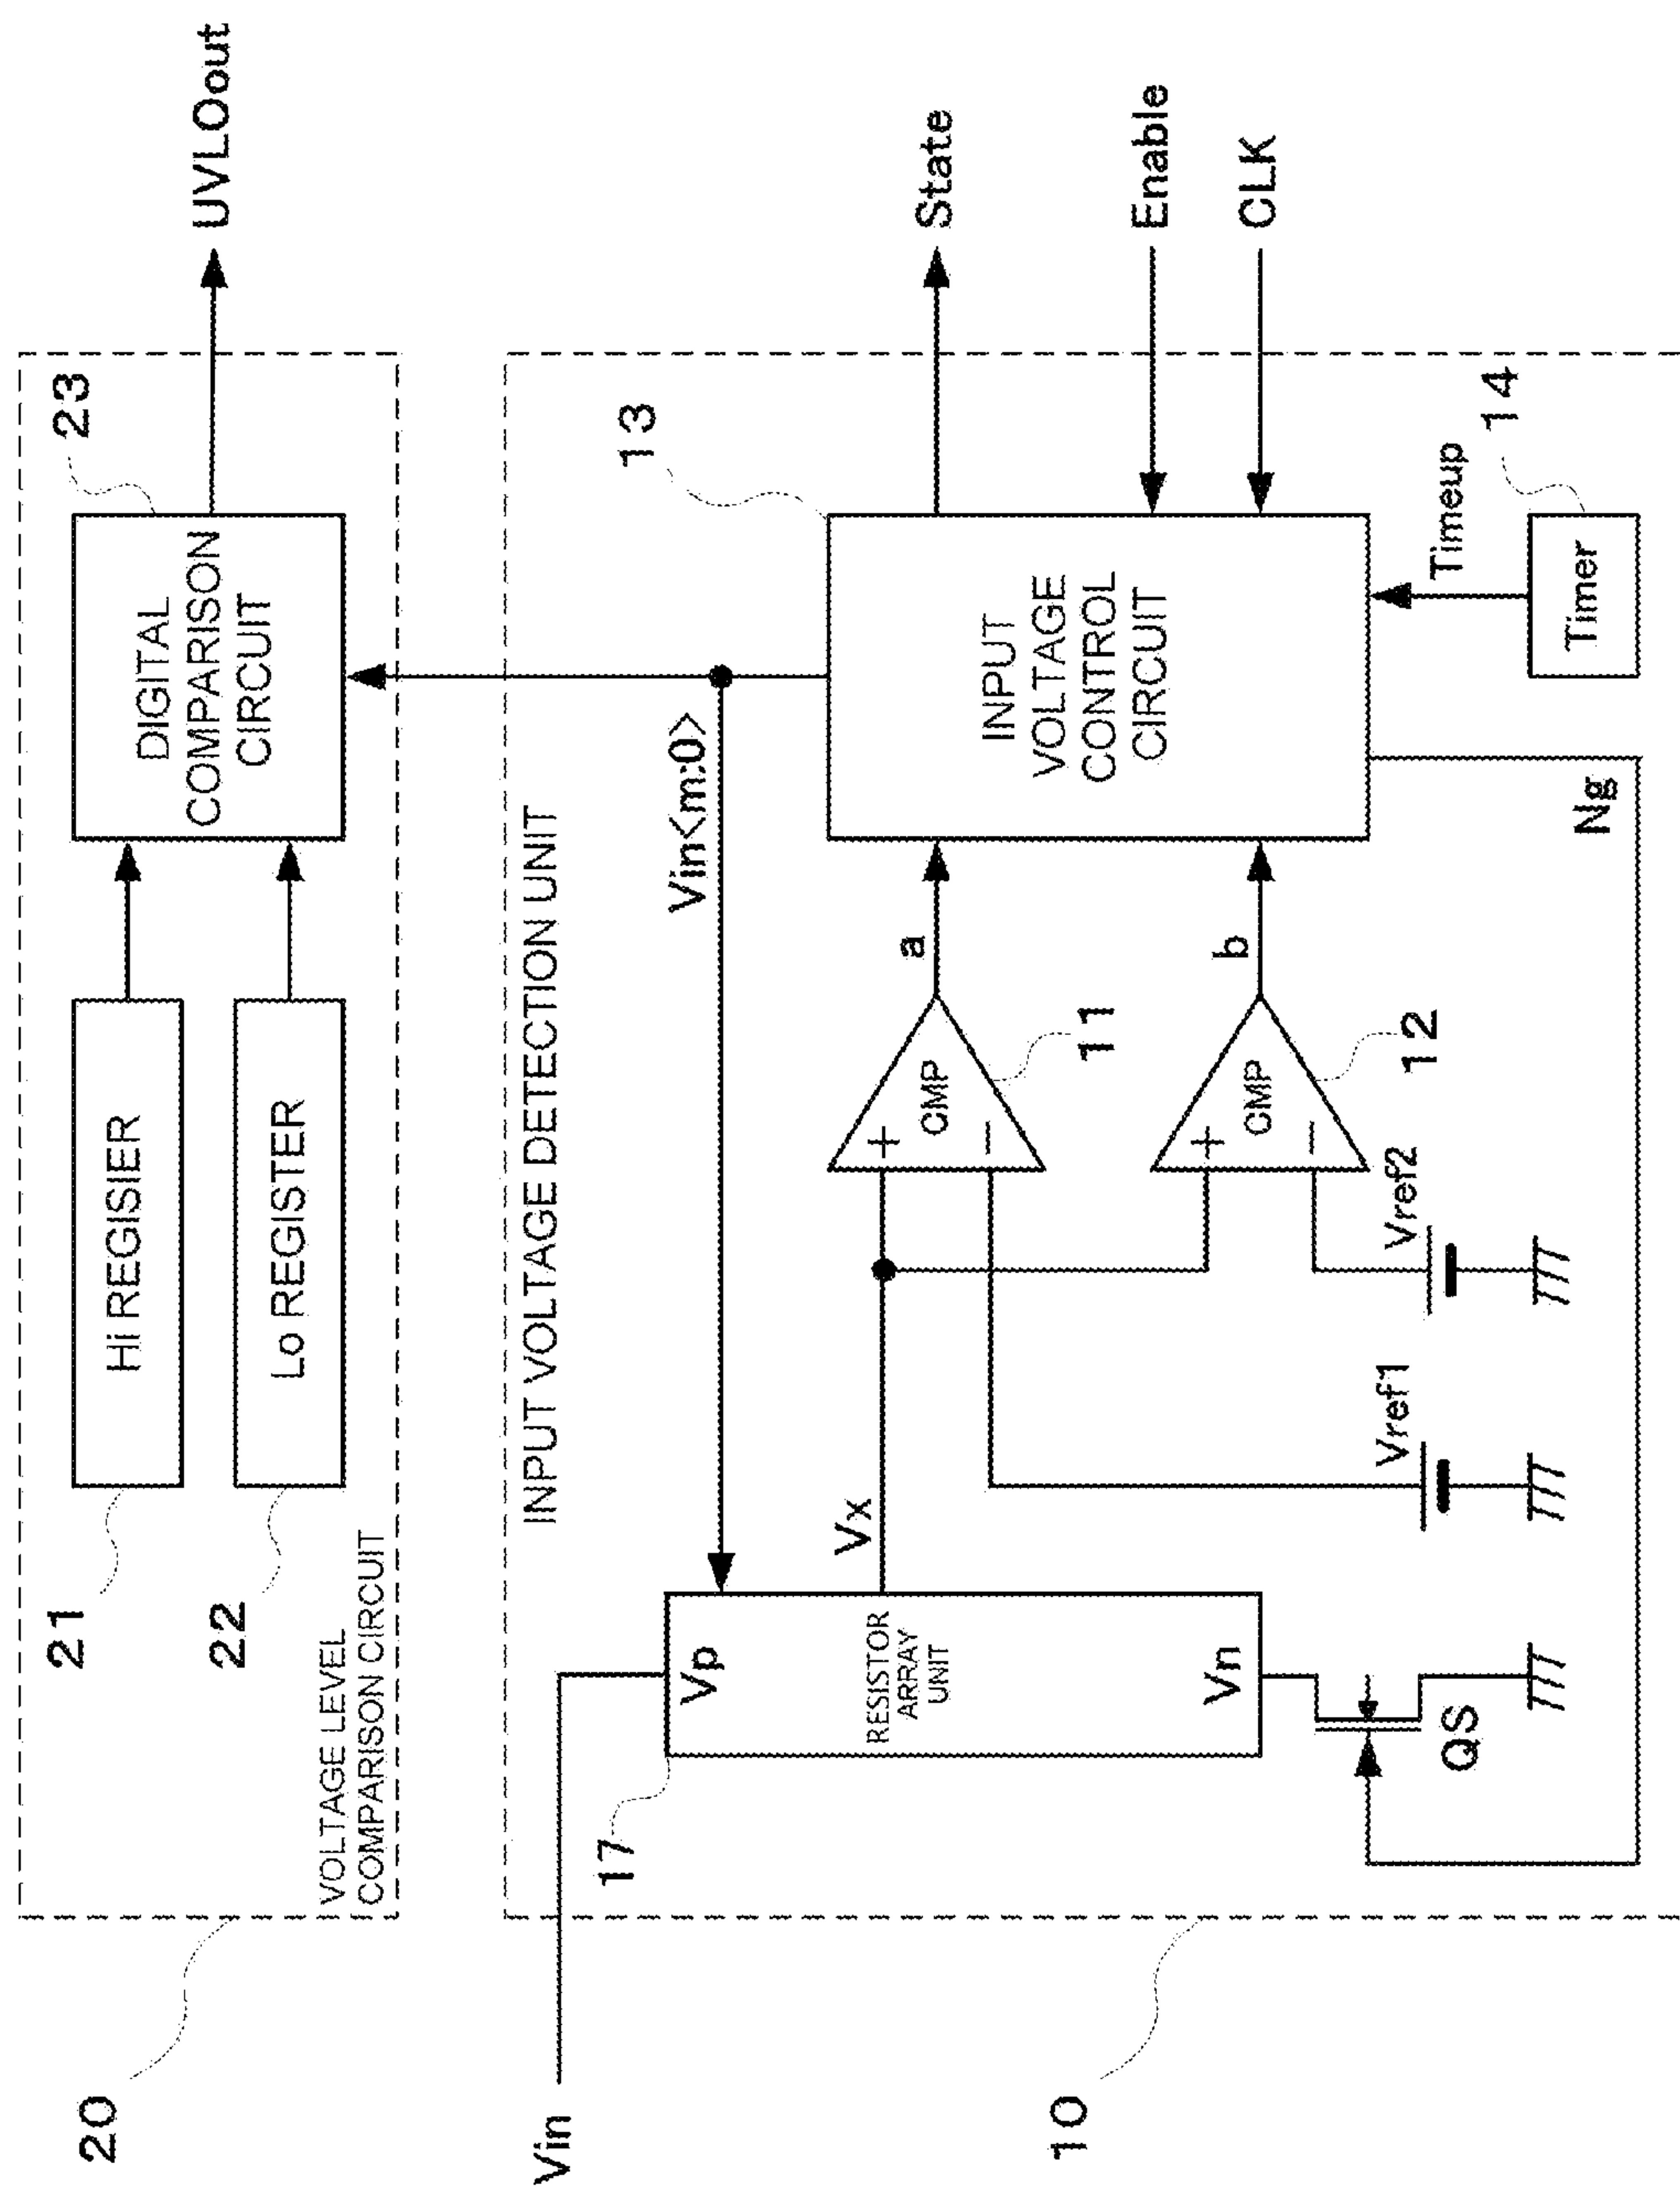 20
21
Hi REGISIER
22
Lo REGISTER
VOLTAGE LEVEL
COMPARISON CIRCUIT
DIGITAL
COMPARISON
CIRCUIT
23
UVLOout
INPUT VOLTAGE DETECTION UNIT
Vin
10
17
Vp
RESISTOR
ARRAY
UNIT
Vn
QS
Vin<m:0>
Vx
Vref1
Vref2
+
CMP
−
11
a
+
CMP
−
12
b
13
INPUT
VOLTAGE
CONTROL
CIRCUIT
State
Enable
CLK
Timeup
14
Timer
Ng